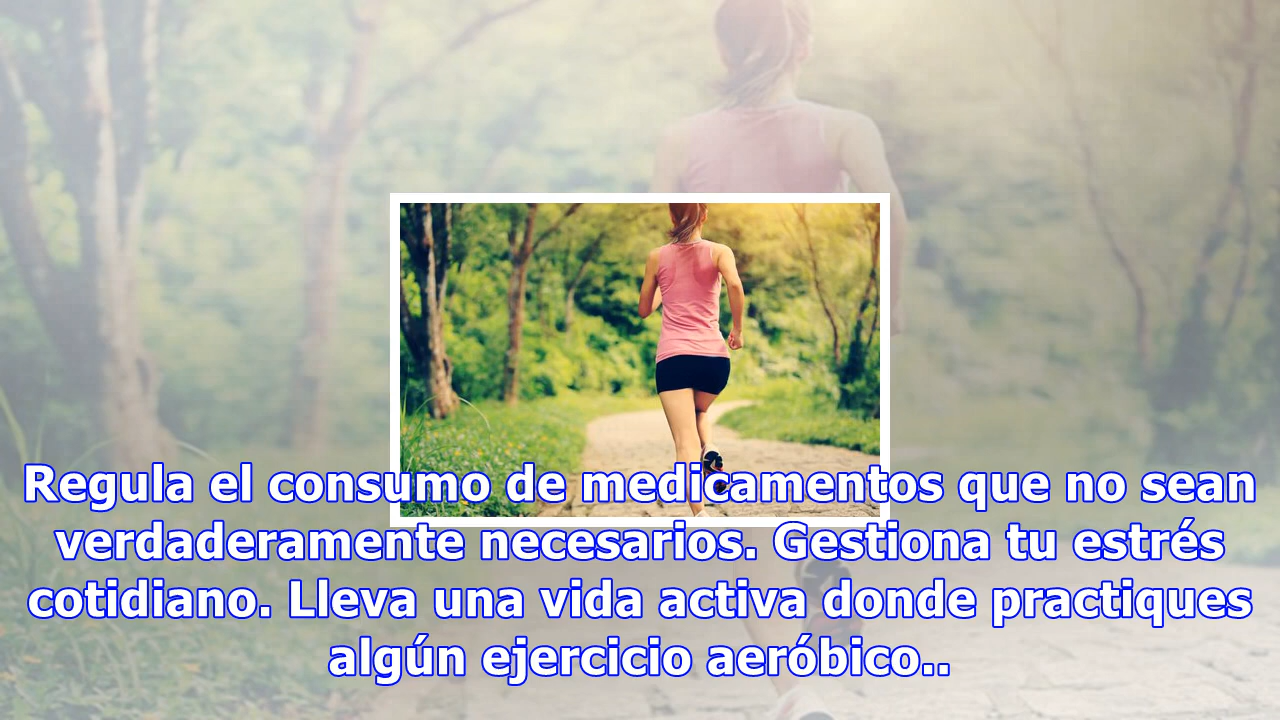 Regula el consumo de medicamentos que no sean
verdaderamente necesarios. Gestiona tu estrés
cotidiano. Lleva una vida activa donde practiques
algún ejercicio aeróbico..